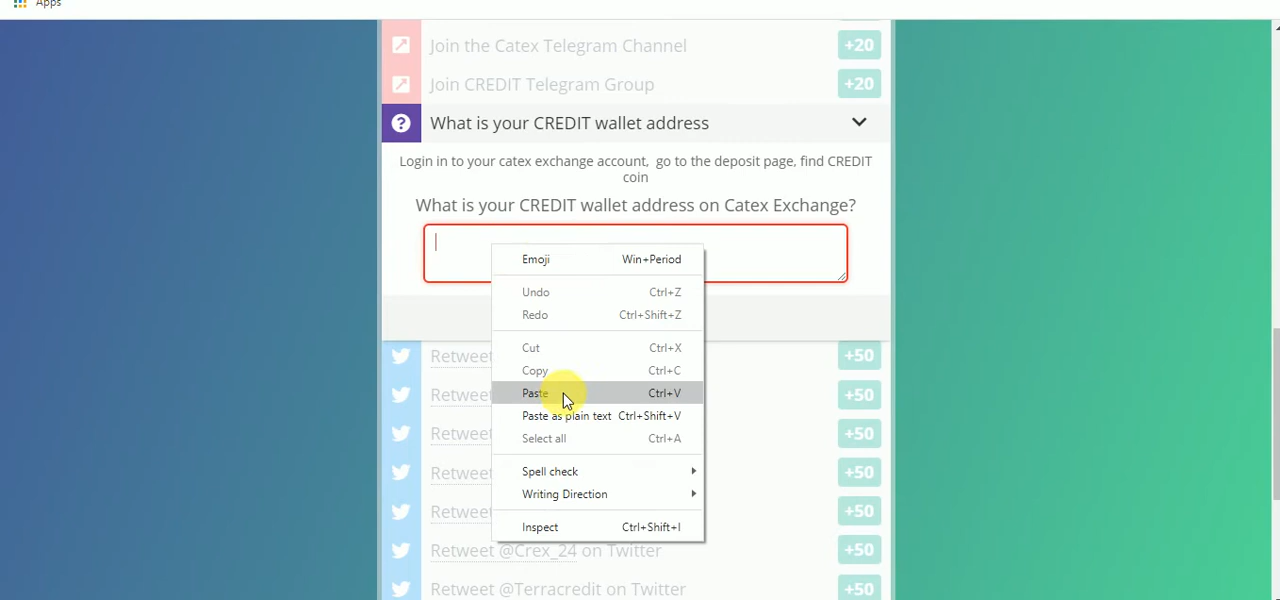 Apps
Join the Catex Telegram Channel +20
Join CREDIT Telegram Group +20
What is your CREDIT wallet address
Login in to your catex exchange account, go to the deposit page, find CREDIT
coin
What is your CREDIT wallet address on Catex Exchange?
Emoji Win+Period
Undo Ctrl+Z
Redo Ctrl+Shift+Z
Cut Ctrl+X
Copy Ctrl+C
Paste Ctrl+V
Paste as plain text Ctrl+Shift+V
Select all Ctrl+A
Spell check
Writing Direction
Inspect Ctrl+Shift+I
Retweet +50
Retweet +50
Retweet +50
Retweet +50
Retweet +50
Retweet @Crex_24 on Twitter +50
Retweet @Terracredit on Twitter +50